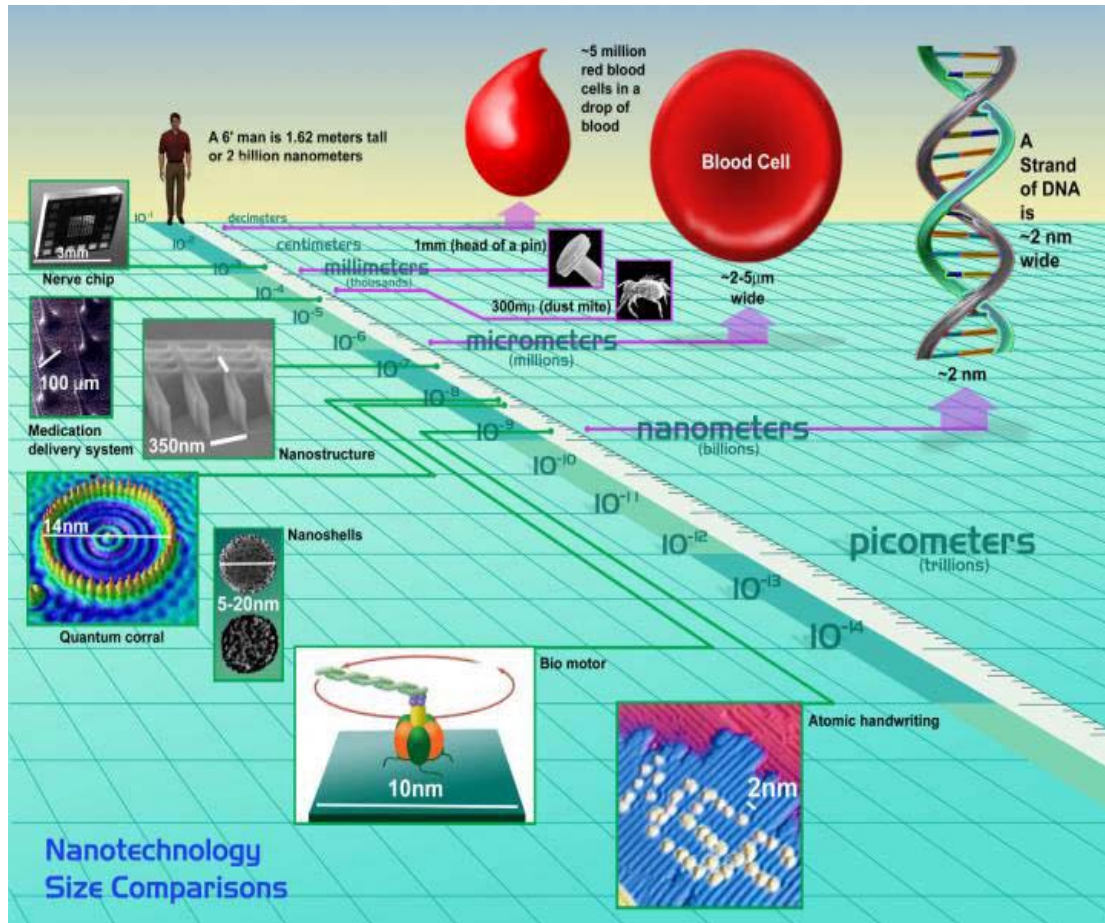 ~5 million
red blood
cells in a
drop of
blood
A 6' man is 1.62 meters tall
or 2 billion nanometers
Blood Cell
A
Strand
of DNA
is
~2 nm
wide
3mm
Nerve chip
10-1
decimeters
10-2
centimeters
1mm (head of a pin)
10-3
millimeters
(thousands)
~2-5µm
wide
10-4
300mµ (dust mite)
10-5
10-6
micrometers
(millions)
100 µm
Medication
delivery system
10-7
~2 nm
350nm
Nanostructure
10-8
10-9
nanometers
(billions)
10-10
14nm
Quantum corral
10-11
Nanoshells
5-20nm
10-12
picometers
(trillions)
10-13
10-14
Bio motor
10nm
Atomic handwriting
2nm
Nanotechnology
Size Comparisons